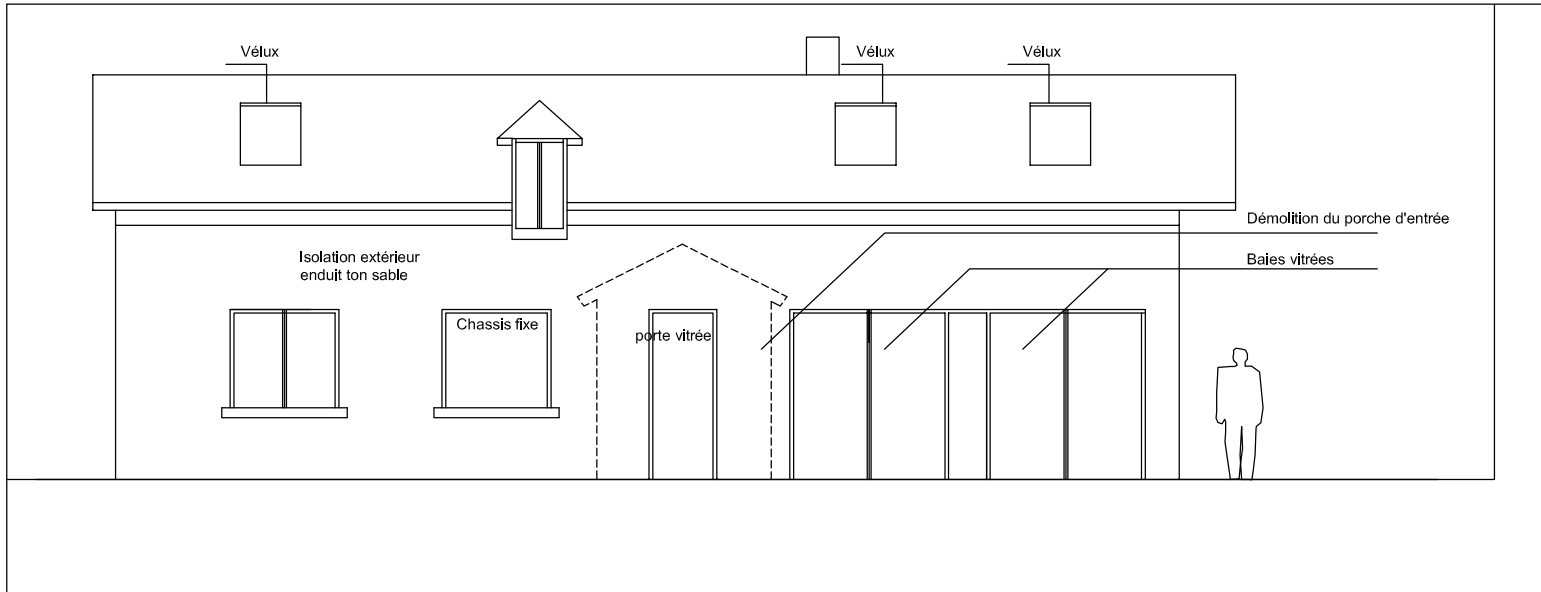 Vélux
Vélux
Vélux
Démolition du porche d'entrée
Isolation extérieur
enduit ton sable
Baies vitrées
Chassis fixe
porte vitrée